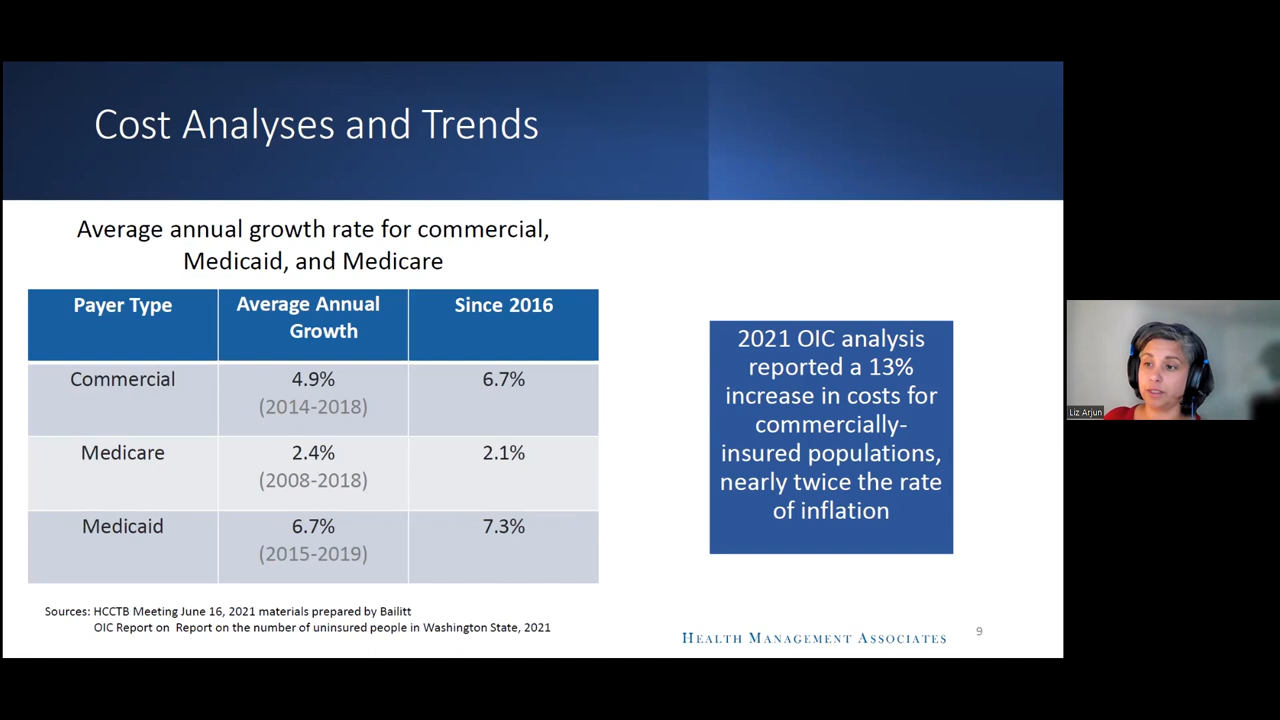 Cost Analyses and Trends
Average annual growth rate for commercial,
Medicaid, and Medicare
Payer Type
Average Annual
Growth
Since 2016
Commercial
4.9%
(2014-2018)
6.7%
Medicare
2.4%
(2008-2018)
2.1%
Medicaid
6.7%
(2015-2019)
7.3%
2021 OIC analysis
reported a 13%
increase in costs for
commercially-
insured populations,
nearly twice the rate
of inflation
Sources: HCCTB Meeting June 16, 2021 materials prepared by Bailitt
OIC Report on Report on the number of uninsured people in Washington State, 2021
HEALTH MANAGEMENT ASSOCIATES
9
Liz Arjun